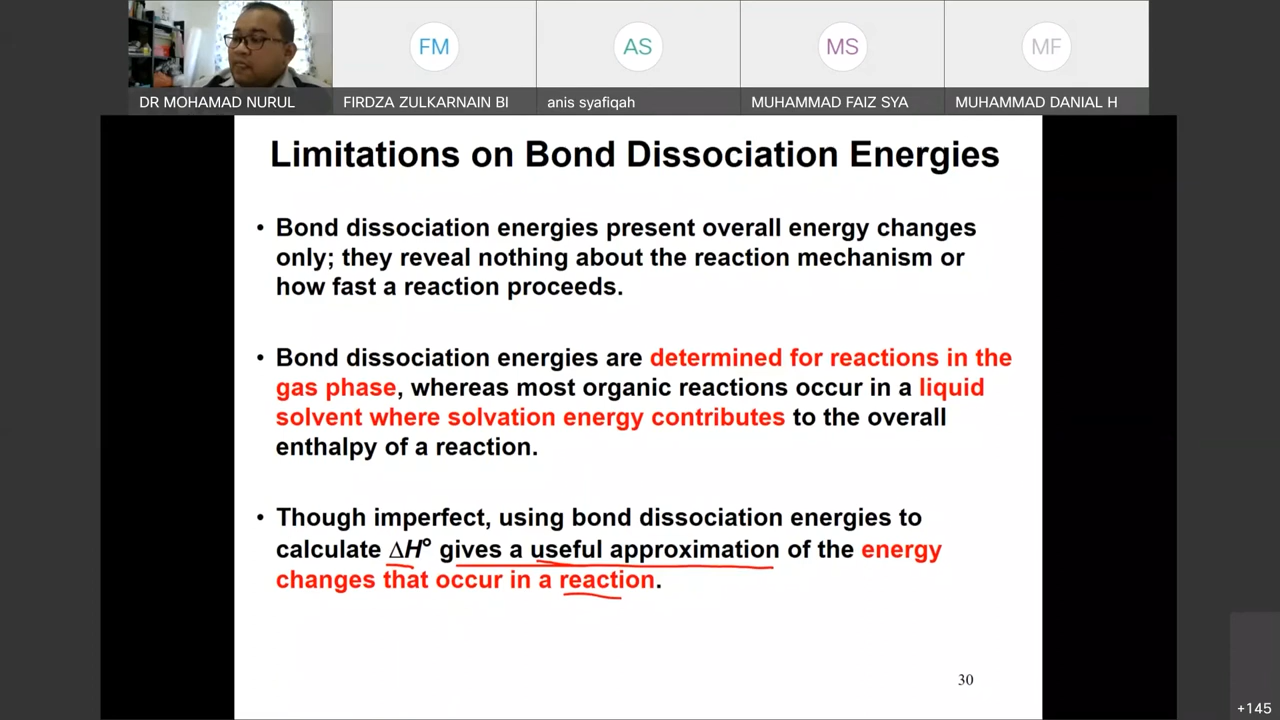 FM
AS
MS
MF
DR MOHAMAD NURUL
FIRDZA ZULKARNAIN BI
anis syafiqah
MUHAMMAD FAIZ SYA
MUHAMMAD DANIAL H
Limitations on Bond Dissociation Energies
• Bond dissociation energies present overall energy changes
only; they reveal nothing about the reaction mechanism or
how fast a reaction proceeds.
• Bond dissociation energies are determined for reactions in the
gas phase, whereas most organic reactions occur in a liquid
solvent where solvation energy contributes to the overall
enthalpy of a reaction.
• Though imperfect, using bond dissociation energies to
calculate ΔH° gives a useful approximation of the energy
changes that occur in a reaction.
30
+145